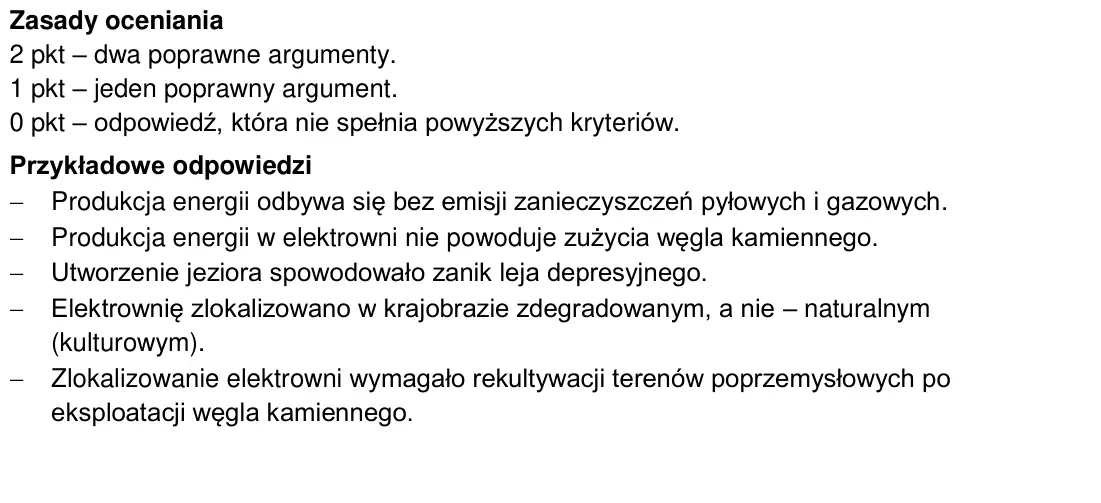 Zasady oceniania
2 pkt – dwa poprawne argumenty.
1 pkt – jeden poprawny argument.
0 pkt – odpowiedź, która nie spełnia powyższych kryteriów.
Przykładowe odpowiedzi
– Produkcja energii odbywa się bez emisji zanieczyszczeń pyłowych i gazowych.
– Produkcja energii w elektrowni nie powoduje zużycia węgla kamiennego.
– Utworzenie jeziora spowodowało zanik leja depresyjnego.
– Elektrownię zlokalizowano w krajobrazie zdegradowanym, a nie – naturalnym
(kulturowym).
– Zlokalizowanie elektrowni wymagało rekultywacji terenów poprzemysłowych po
eksploatacji węgla kamiennego.